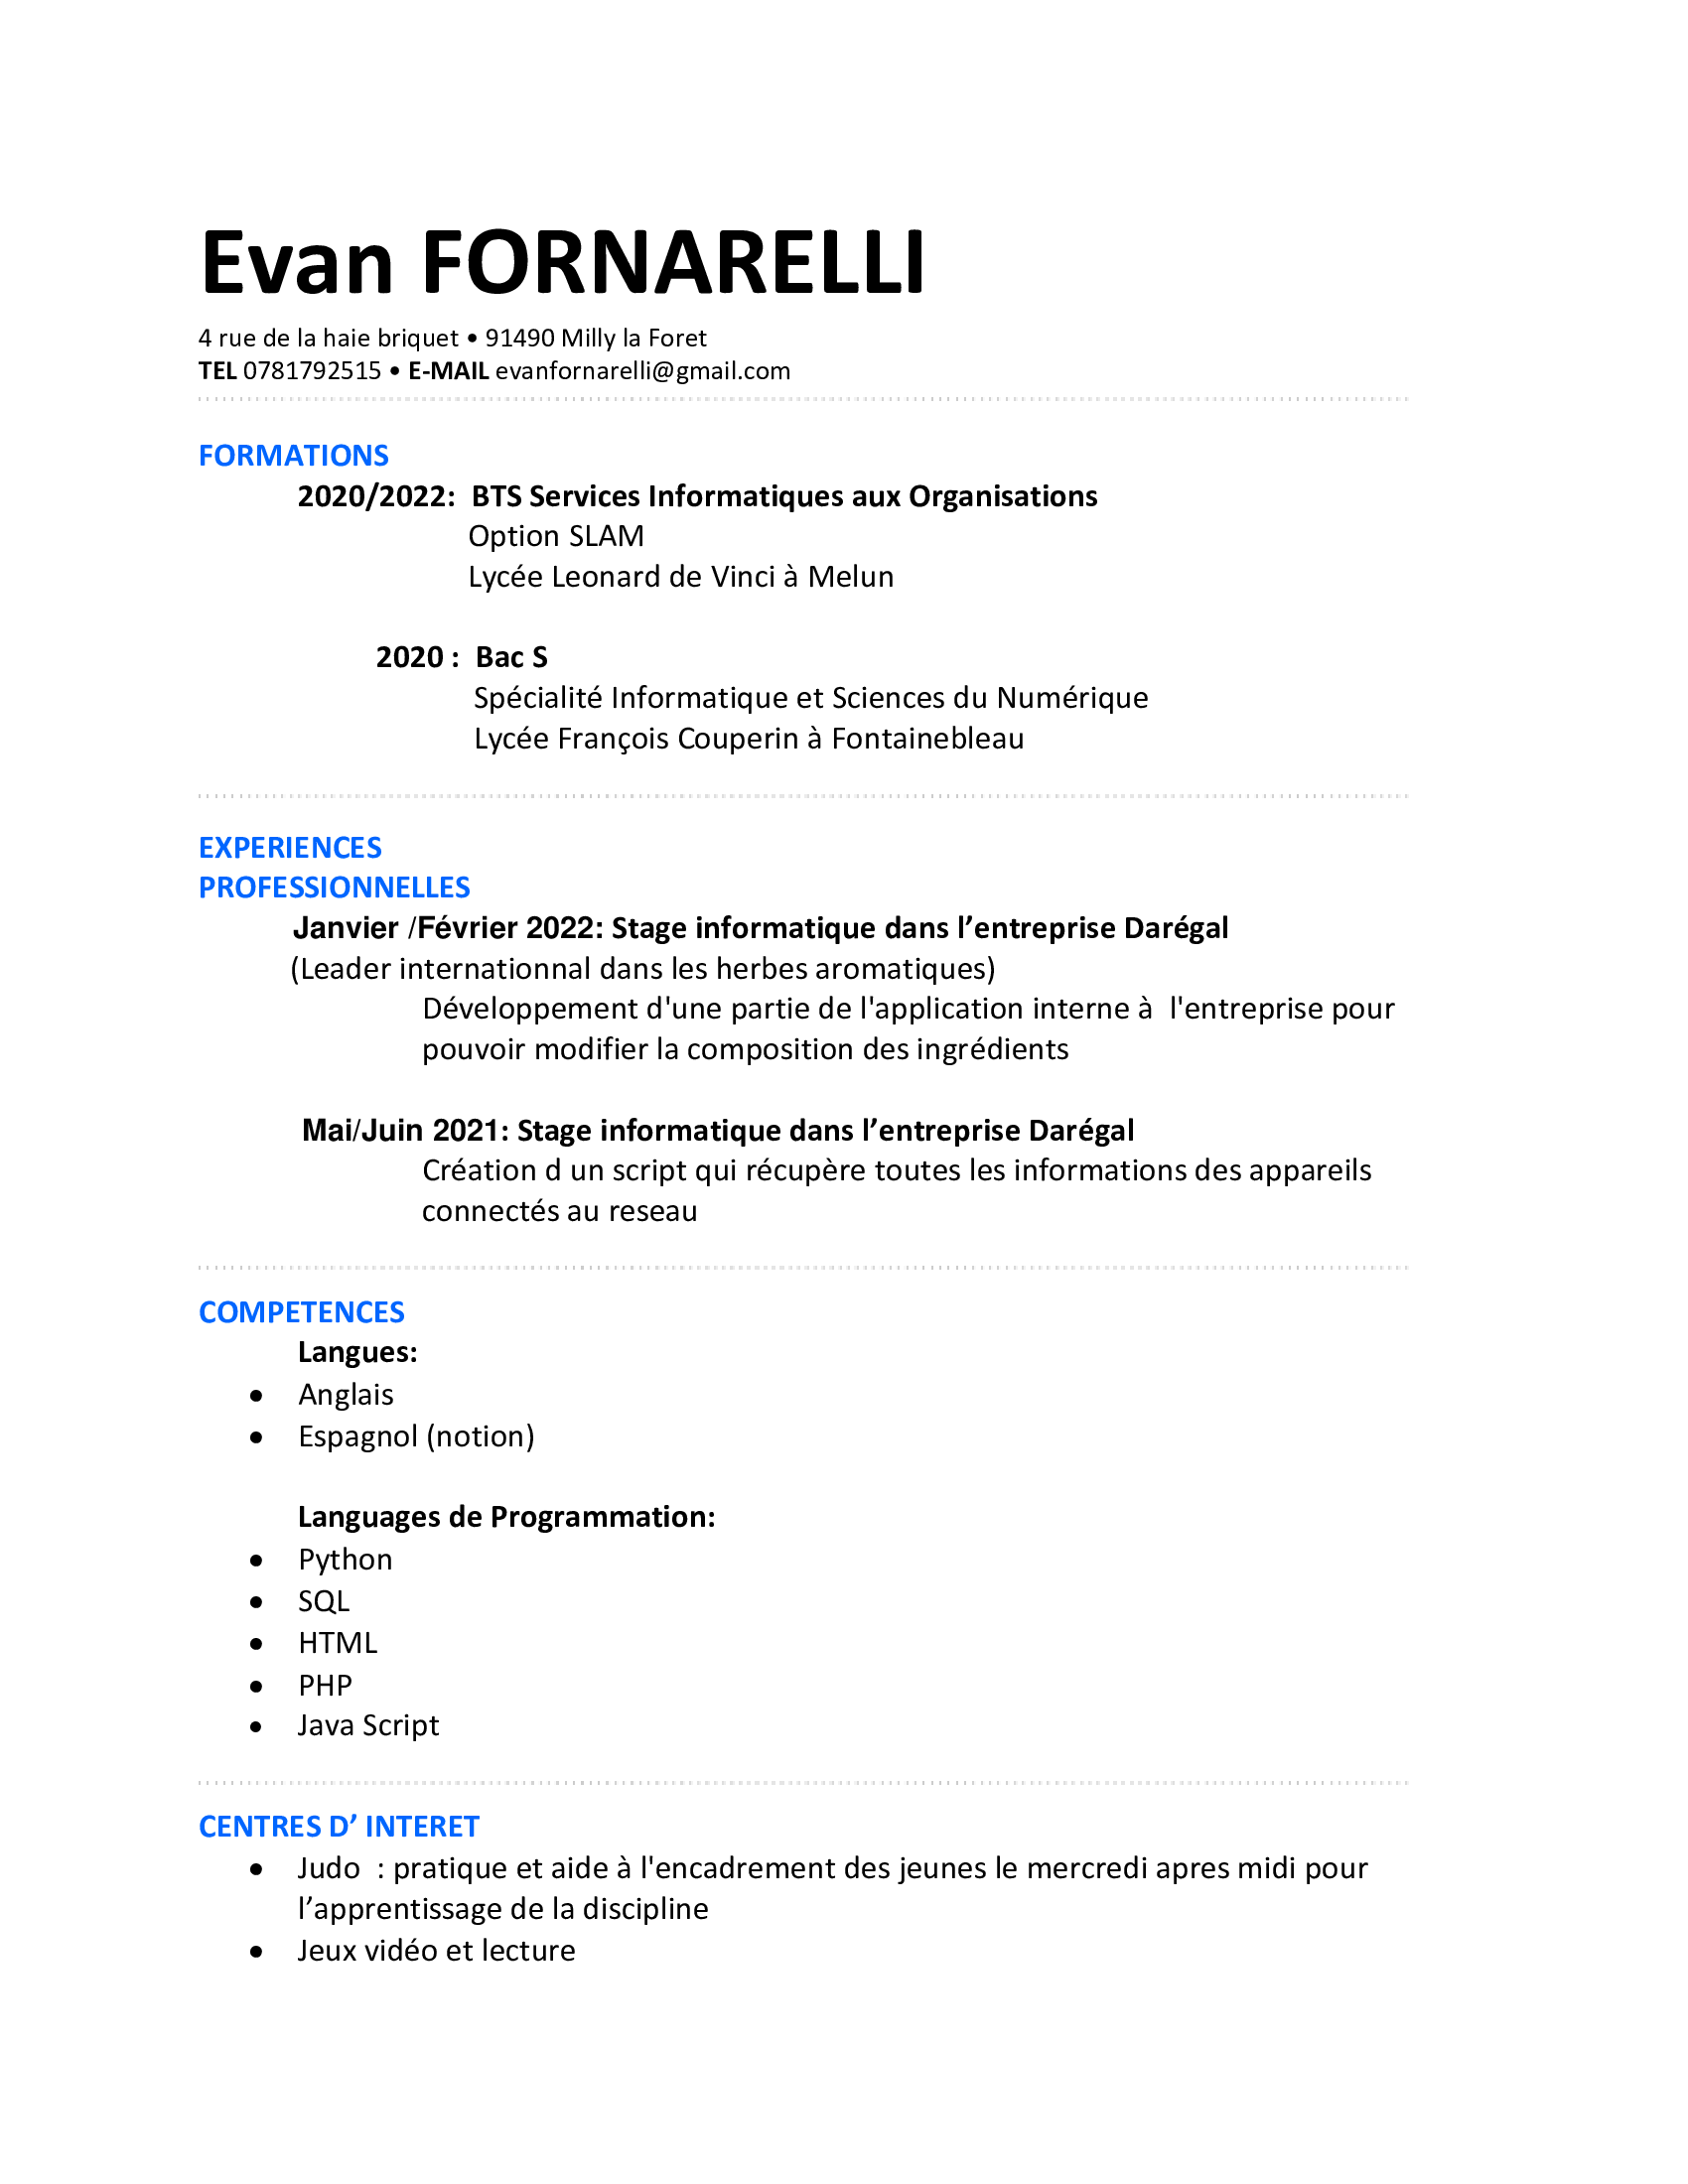 Evan FORNARELLI
4 rue de la haie briquet • 91490 Milly la Foret
TEL 0781792515 • E-MAIL evanfornarelli@gmail.com
FORMATIONS
2020/2022: BTS Services Informatiques aux Organisations
Option SLAM
Lycée Leonard de Vinci à Melun
2020 : Bac S
Spécialité Informatique et Sciences du Numérique
Lycée François Couperin à Fontainebleau
EXPERIENCES
PROFESSIONNELLES
Janvier /Février 2022: Stage informatique dans l’entreprise Darégal
(Leader internationnal dans les herbes aromatiques)
Développement d'une partie de l'application interne à l'entreprise pour
pouvoir modifier la composition des ingrédients
Mai/Juin 2021: Stage informatique dans l’entreprise Darégal
Création d un script qui récupère toutes les informations des appareils
connectés au reseau
COMPETENCES
Langues:
• Anglais
• Espagnol (notion)
Languages de Programmation:
• Python
• SQL
• HTML
• PHP
• Java Script
CENTRES D’ INTERET
• Judo : pratique et aide à l'encadrement des jeunes le mercredi apres midi pour
l’apprentissage de la discipline
• Jeux vidéo et lecture